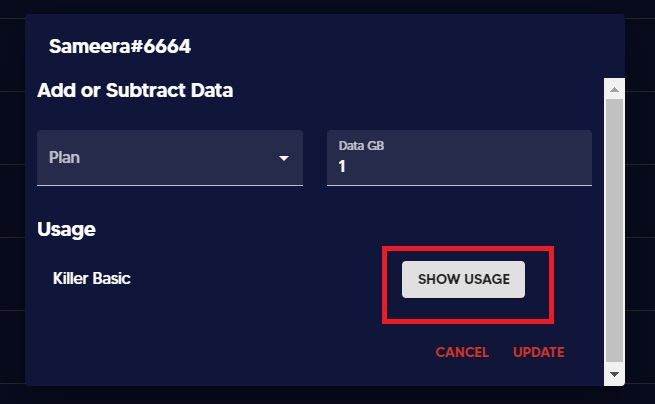 Sameera#6664
Add or Subtract Data
Plan
Data GB
1
Usage
Killer Basic
SHOW USAGE
CANCEL UPDATE